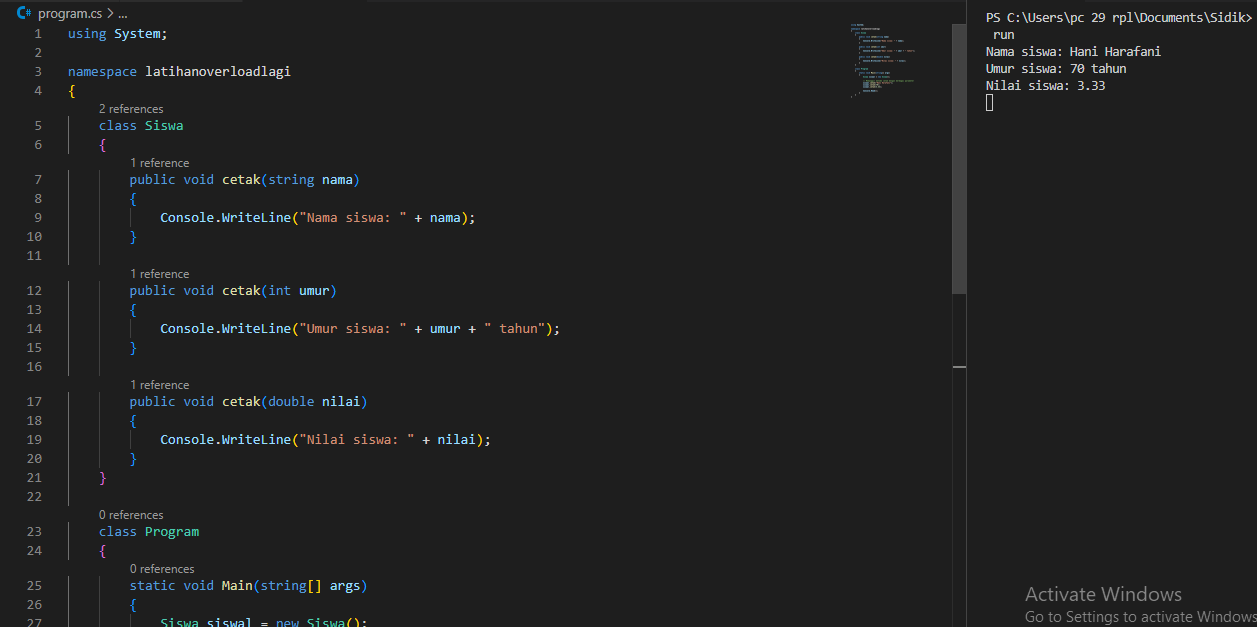 program.cs > ...
1 using System;
2
3 namespace latihanoverloadlagi
4 {
2 references
5 class Siswa
6 {
1 reference
7 public void cetak(string nama)
8 {
9 Console.WriteLine("Nama siswa: " + nama);
10 }
11
1 reference
12 public void cetak(int umur)
13 {
14 Console.WriteLine("Umur siswa: " + umur + " tahun");
15 }
16
1 reference
17 public void cetak(double nilai)
18 {
19 Console.WriteLine("Nilai siswa: " + nilai);
20 }
21 }
22
0 references
23 class Program
24 {
0 references
25 static void Main(string[] args)
26 {
27 Siswa siswal = new Siswa();
PS C:\Users\pc 29 rpl\Documents\Sidik>
run
Nama siswa: Hani Harafani
Umur siswa: 70 tahun
Nilai siswa: 3.33
Activate Windows
Go to Settings to activate Windows